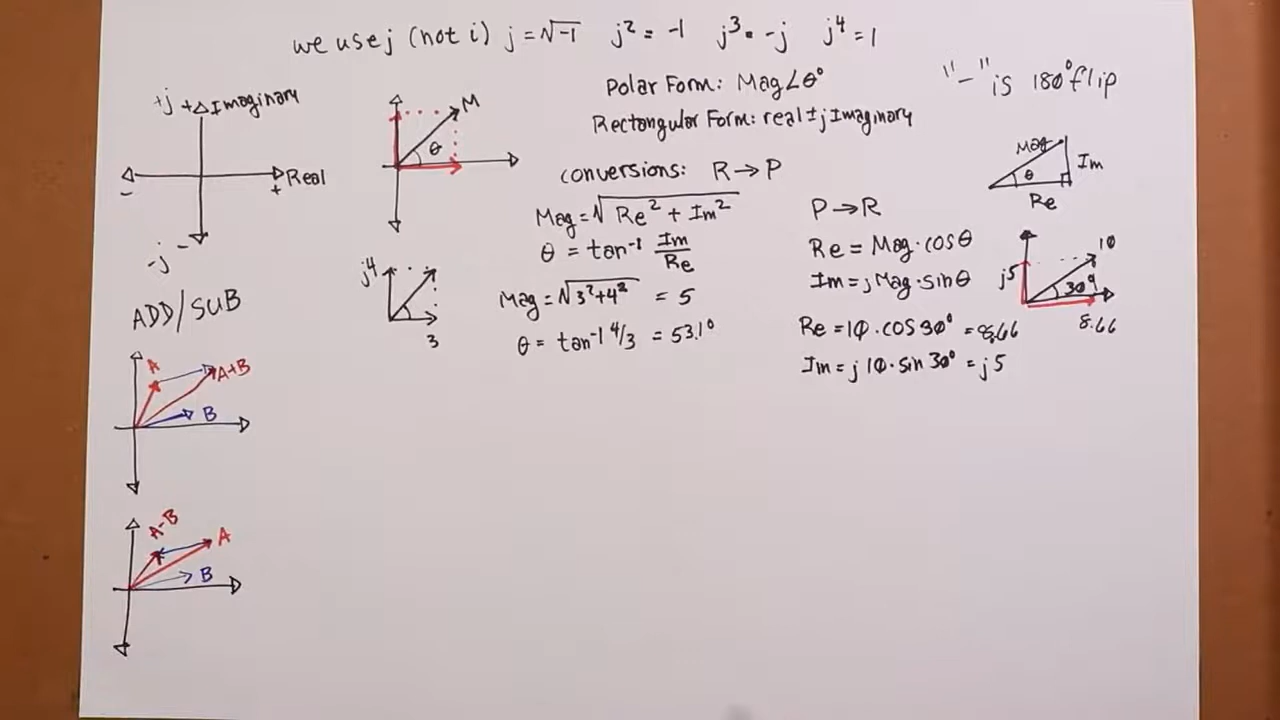 we use j (not i) j = √-1 j² = -1 j³ = -j j⁴ = 1
Polar Form: Mag∠θ°
Rectangular Form: real ± j Imaginary
"-" is 180° flip
+j + Imaginary
Real
+
-
-j -
M
θ
conversions: R → P
Mag = √Re² + Im²
θ = tan⁻¹ Im/Re
P → R
Re = Mag · cosθ
Im = j Mag · sinθ
Mag
θ
Im
Re
j4
3
Mag = √3²+4² = 5
θ = tan⁻¹ 4/3 = 53.1°
10
j5
30°
8.66
Re = 10 · cos 30° = 8.66
Im = j 10 · sin 30° = j5
ADD/SUB
A
A+B
B
A-B
A
B